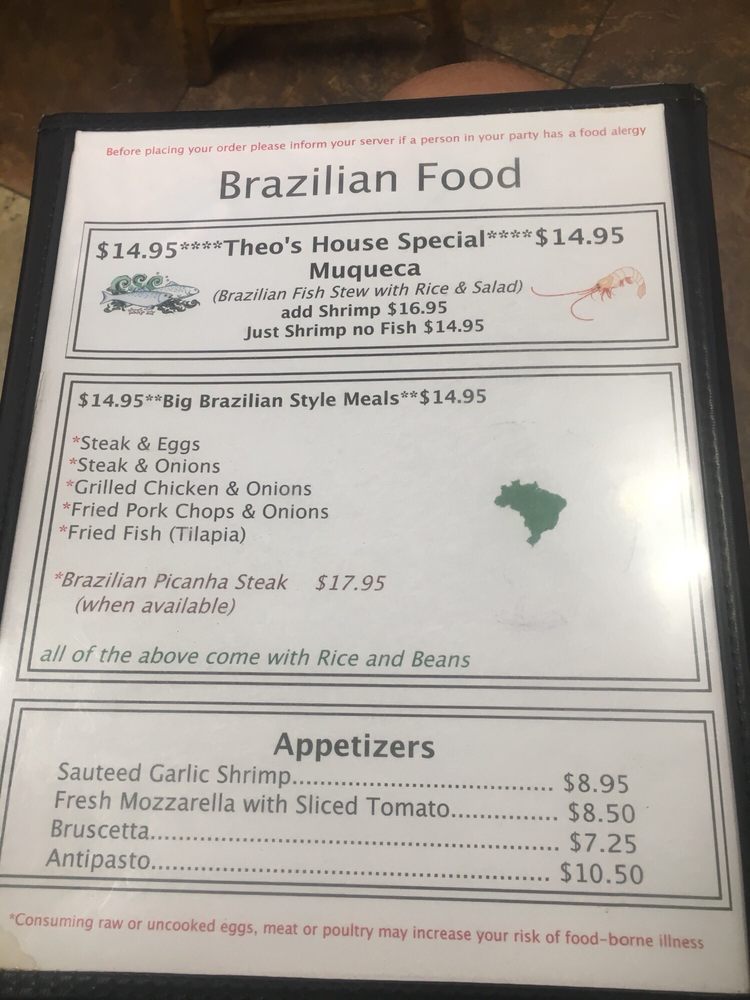 Before placing your order please inform your server if a person in your party has a food alergy
Brazilian Food
$14.95****Theo's House Special****$14.95
Muqueca
(Brazilian Fish Stew with Rice & Salad)
add Shrimp $16.95
Just Shrimp no Fish $14.95
$14.95**Big Brazilian Style Meals**$14.95
*Steak & Eggs
*Steak & Onions
*Grilled Chicken & Onions
*Fried Pork Chops & Onions
*Fried Fish (Tilapia)
*Brazilian Picanha Steak $17.95
(when available)
all of the above come with Rice and Beans
Appetizers
Sauteed Garlic Shrimp.................................... $8.95
Fresh Mozzarella with Sliced Tomato............... $8.50
Bruscetta......................................................... $7.25
Antipasto........................................................ $10.50
*Consuming raw or uncooked eggs, meat or poultry may increase your risk of food-borne illness